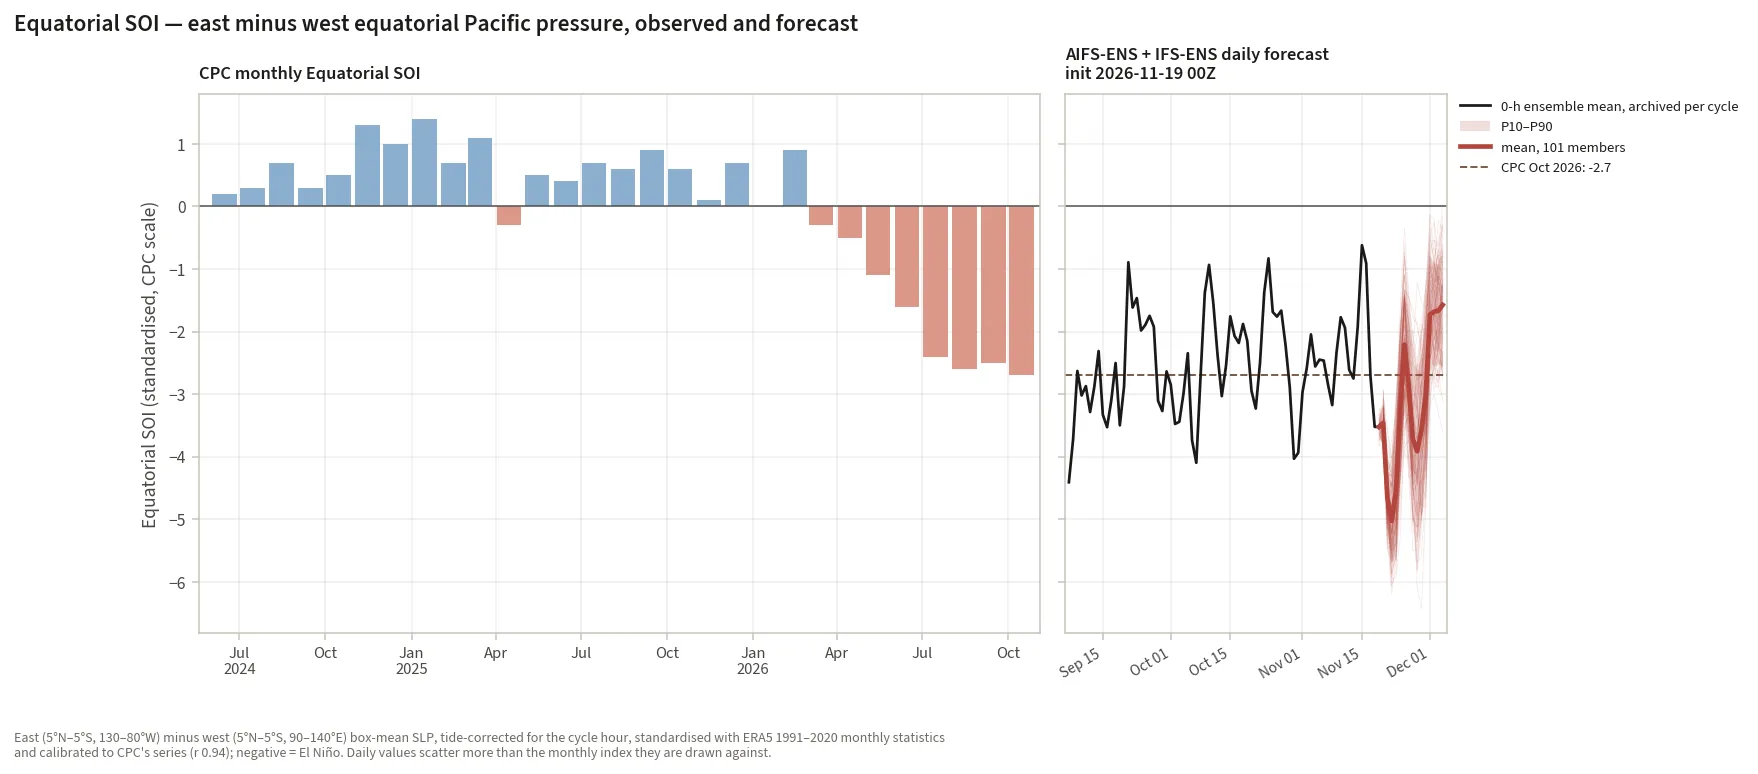 Equatorial SOI — east minus west equatorial Pacific pressure, observed and forecast
CPC monthly Equatorial SOI
AIFS-ENS + IFS-ENS daily forecast
init 2026-11-19 00Z
0-h ensemble mean, archived per cycle
P10–P90
mean, 101 members
CPC Oct 2026: -2.7
Equatorial SOI (standardised, CPC scale)
1
0
−1
−2
−3
−4
−5
−6
Jul
2024
Oct
Jan
2025
Apr
Jul
Oct
Jan
2026
Apr
Jul
Oct
Sep 15
Oct 01
Oct 15
Nov 01
Nov 15
Dec 01
East (5°N–5°S, 130–80°W) minus west (5°N–5°S, 90–140°E) box-mean SLP, tide-corrected for the cycle hour, standardised with ERA5 1991–2020 monthly statistics
and calibrated to CPC's series (r 0.94); negative = El Niño. Daily values scatter more than the monthly index they are drawn against.